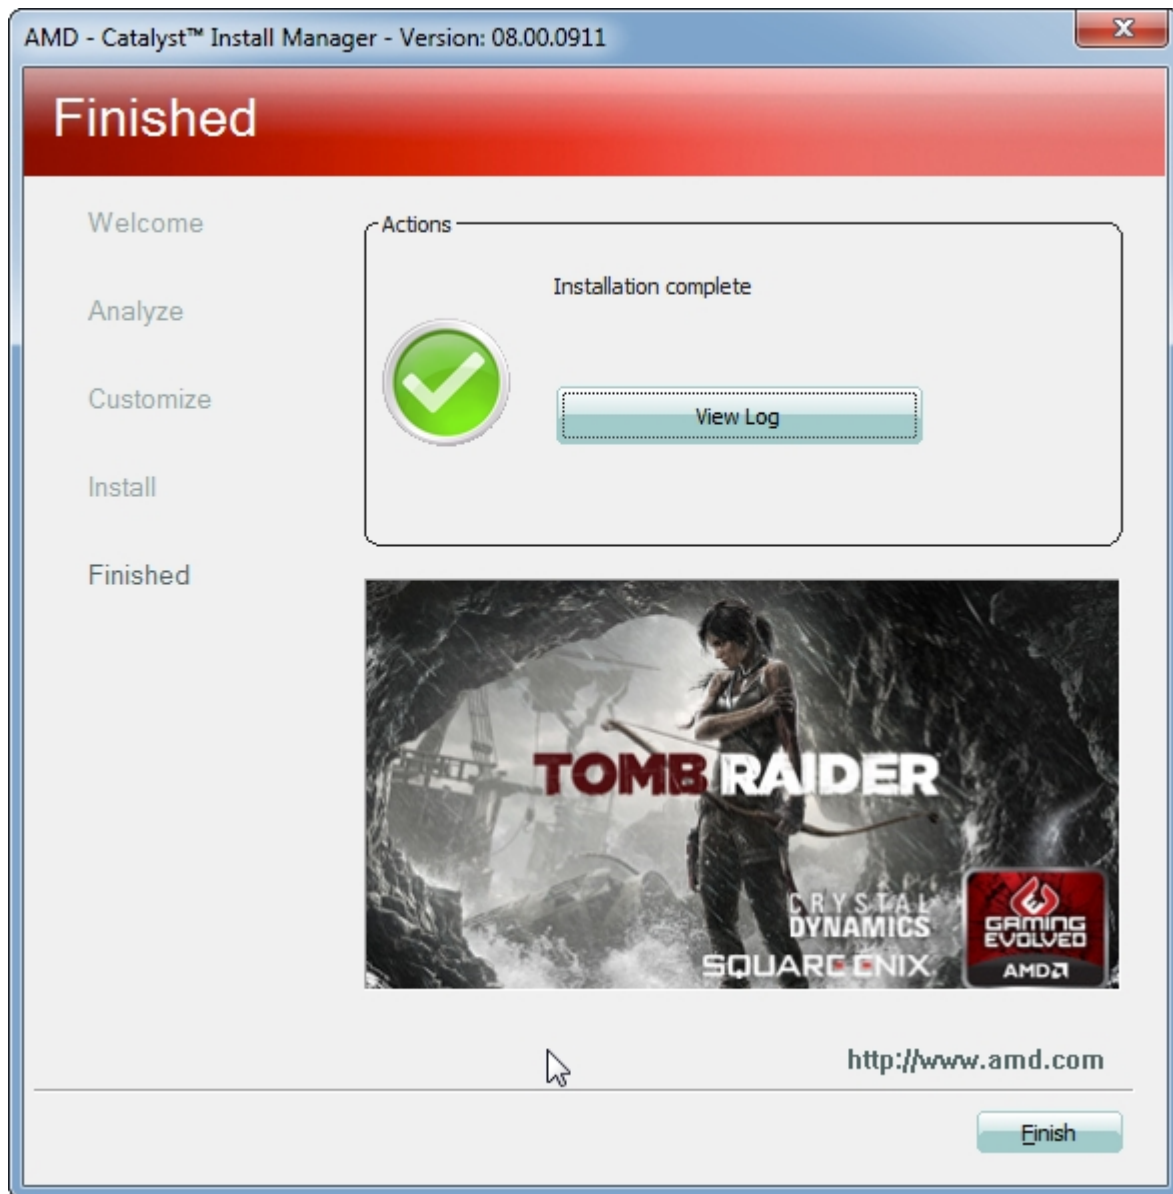 AMD - Catalyst™ Install Manager - Version: 08.00.0911
X
Finished
Welcome
Analyze
Customize
Install
Finished
Actions
Installation complete
View Log
TOMB RAIDER
CRYSTAL
DYNAMICS
SQUARE ENIX
GAMING
EVOLVED
AMD
http://www.amd.com
Finish